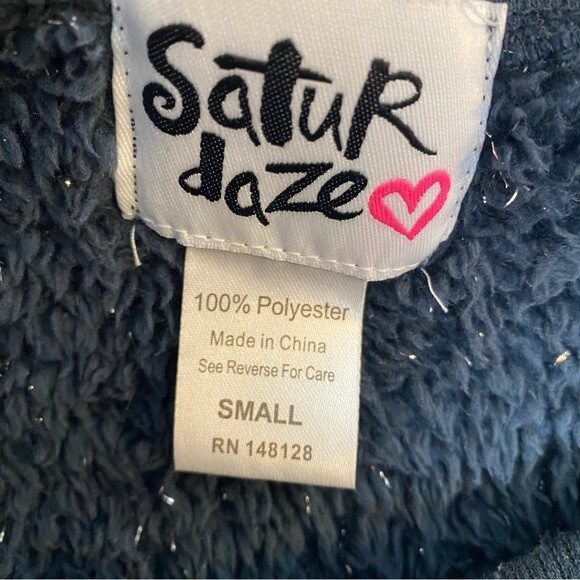 SatuR
daze
100% Polyester
Made in China
See Reverse For Care
SMALL
RN 148128